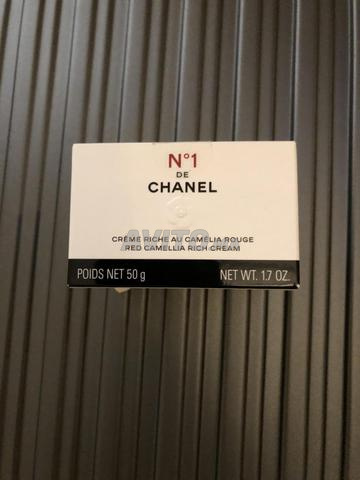 N°1
DE
CHANEL
CRÈME RICHE AU CAMÉLIA ROUGE
AVITO
RED CAMELLIA RICH CREAM
POIDS NET 50 g
NET WT. 1.7 OZ.